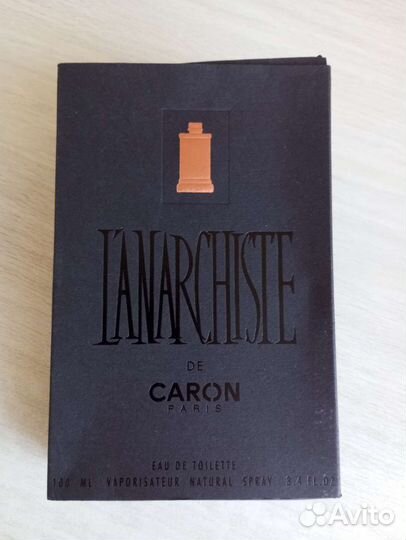 L'ANARCHISTE
DE
CARON
PARIS
EAU DE TOILETTE
100 ML VAPORISATEUR NATURAL SPRAY 3.4 FL.OZ
Avito